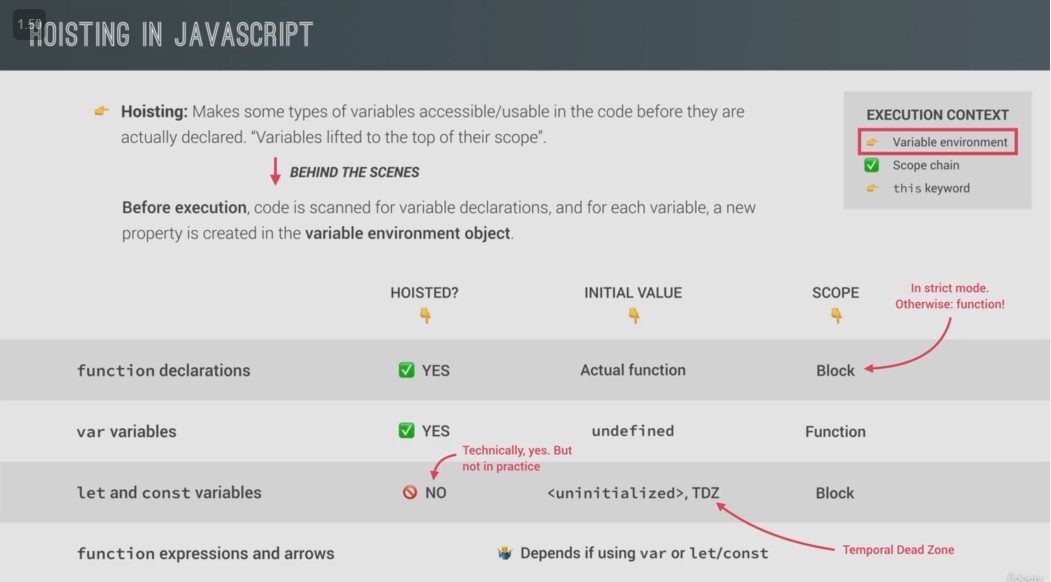 1.50
HOISTING IN JAVASCRIPT
Hoisting: Makes some types of variables accessible/usable in the code before they are
actually declared. “Variables lifted to the top of their scope”.
BEHIND THE SCENES
Before execution, code is scanned for variable declarations, and for each variable, a new
property is created in the variable environment object.
EXECUTION CONTEXT
Variable environment
Scope chain
this keyword
HOISTED?
INITIAL VALUE
SCOPE
In strict mode.
Otherwise: function!
function declarations
YES
Actual function
Block
var variables
YES
undefined
Function
Technically, yes. But
not in practice
let and const variables
NO
<uninitialized>, TDZ
Block
Temporal Dead Zone
function expressions and arrows
Depends if using var or let/const